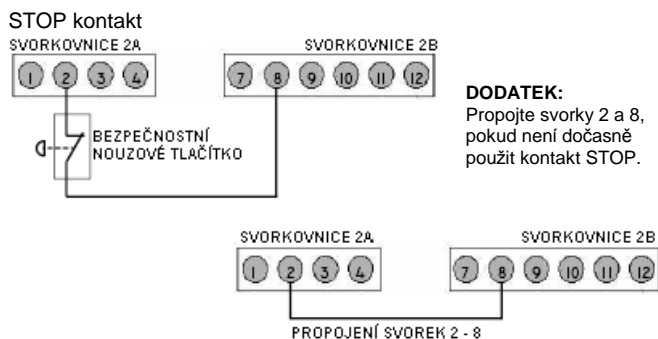 STOP kontakt
SVORKOVNICE 2A
SVORKOVNICE 2B
1 2 3 4
7 8 9 10 11 12
BEZPEČNOSTNÍ
NOUZOVÉ TLAČÍTKO
DODATEK:
Propojte svorky 2 a 8,
pokud není dočasně
použit kontakt STOP.
SVORKOVNICE 2A
SVORKOVNICE 2B
1 2 3 4
7 8 9 10 11 12
PROPOJENÍ SVOREK 2 - 8